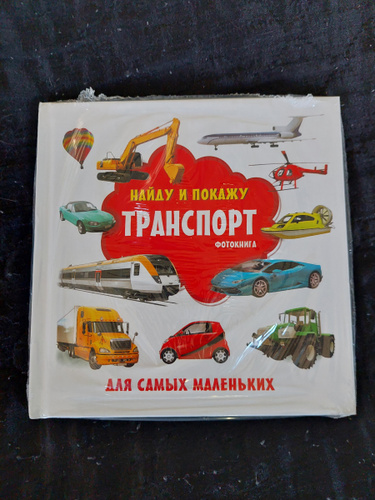 НАЙДУ И ПОКАЖУ
ТРАНСПОРТ
ФОТОКНИГА
ДЛЯ САМЫХ МАЛЕНЬКИХ